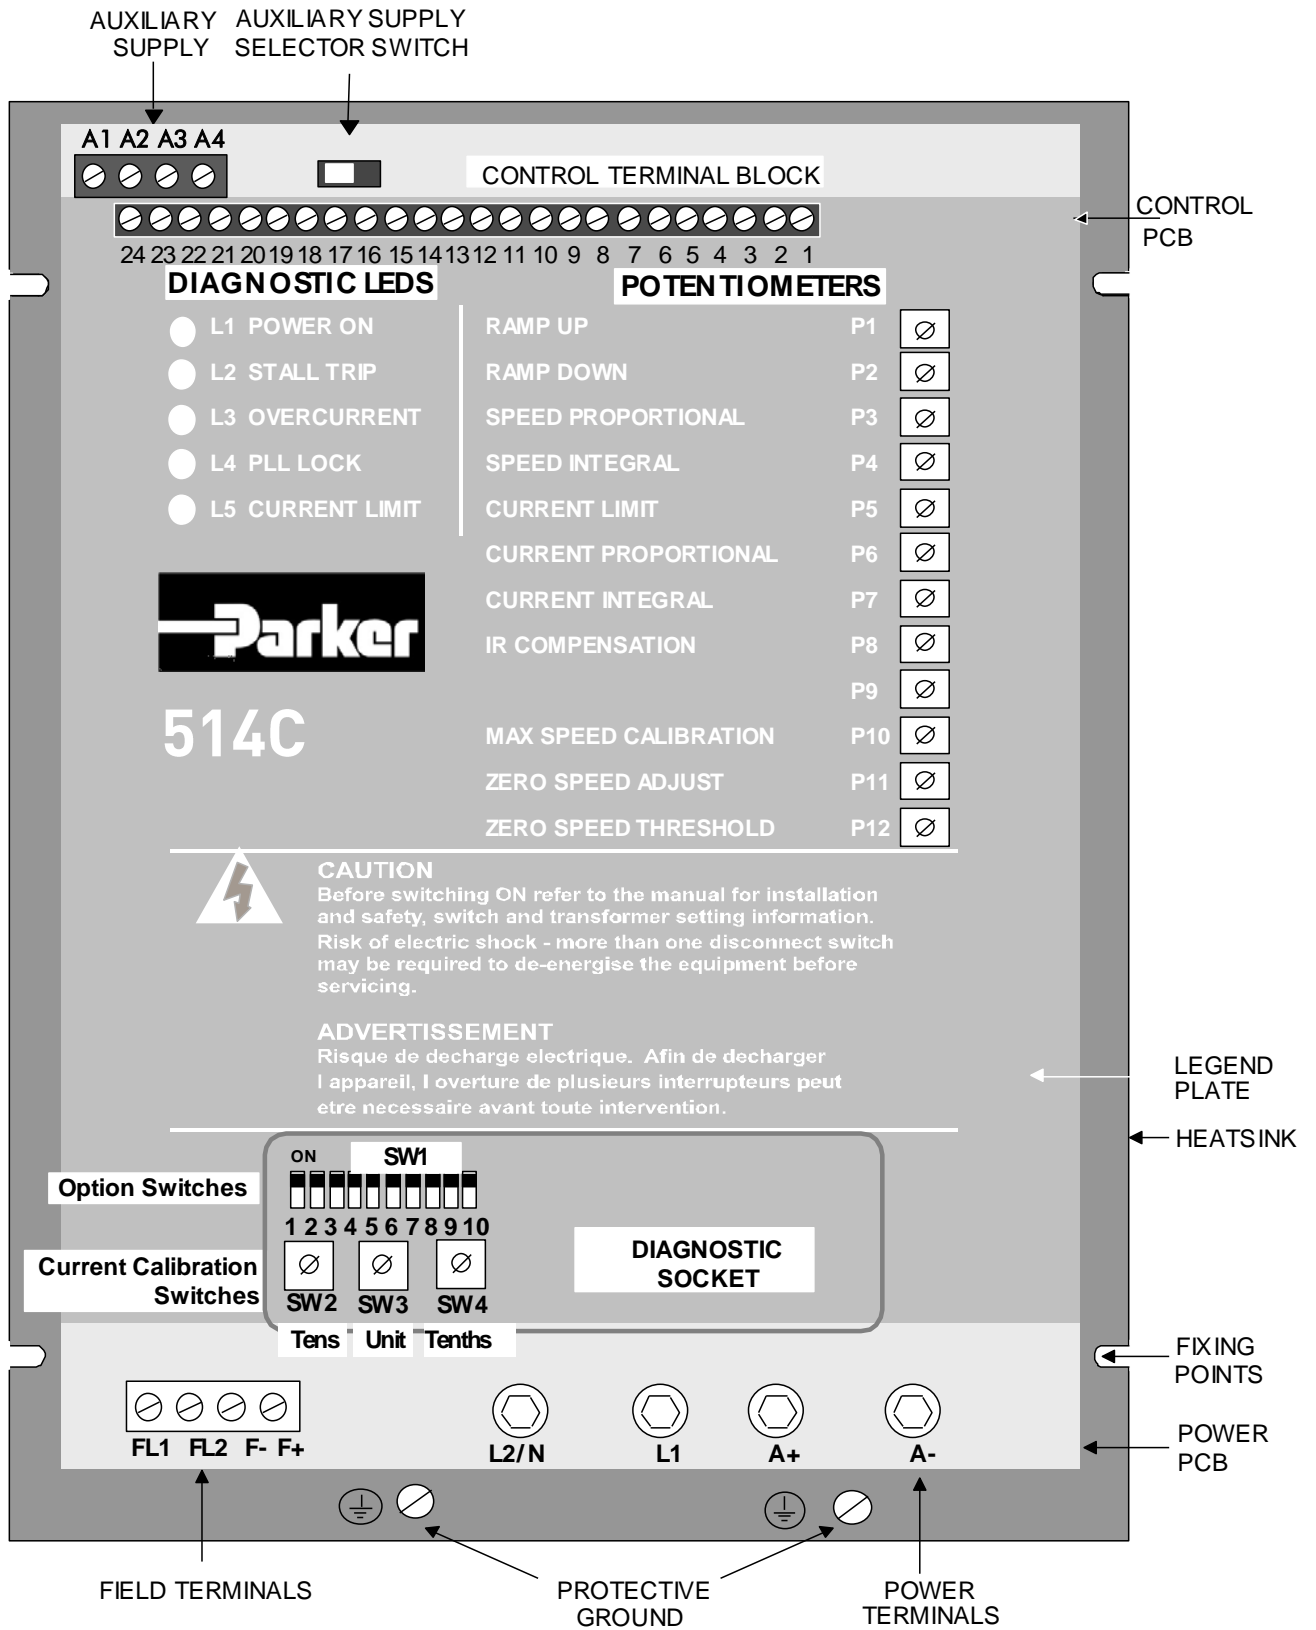 AUXILIARY SUPPLY
AUXILIARY SUPPLY SELECTOR SWITCH
A1 A2 A3 A4
CONTROL TERMINAL BLOCK
CONTROL PCB
24 23 22 21 20 19 18 17 16 15 14 13 12 11 10 9 8 7 6 5 4 3 2 1
DIAGNOSTIC LEDS
L1 POWER ON
L2 STALL TRIP
L3 OVERCURRENT
L4 PLL LOCK
L5 CURRENT LIMIT
POTENTIOMETERS
RAMP UP P1
RAMP DOWN P2
SPEED PROPORTIONAL P3
SPEED INTEGRAL P4
CURRENT LIMIT P5
CURRENT PROPORTIONAL P6
CURRENT INTEGRAL P7
IR COMPENSATION P8
P9
MAX SPEED CALIBRATION P10
ZERO SPEED ADJUST P11
ZERO SPEED THRESHOLD P12
Parker
514C
CAUTION
Before switching ON refer to the manual for installation
and safety, switch and transformer setting information.
Risk of electric shock - more than one disconnect switch
may be required to de-energise the equipment before
servicing.
ADVERTISSEMENT
Risque de decharge electrique. Afin de decharger
l appareil, l overture de plusieurs interrupteurs peut
etre necessaire avant toute intervention.
LEGEND PLATE
HEATSINK
ON
SW1
Option Switches
1 2 3 4 5 6 7 8 9 10
Current Calibration Switches
SW2 SW3 SW4
Tens Unit Tenths
DIAGNOSTIC SOCKET
FIXING POINTS
POWER PCB
FL1 FL2 F- F+
L2/N L1 A+ A-
FIELD TERMINALS
PROTECTIVE GROUND
POWER TERMINALS